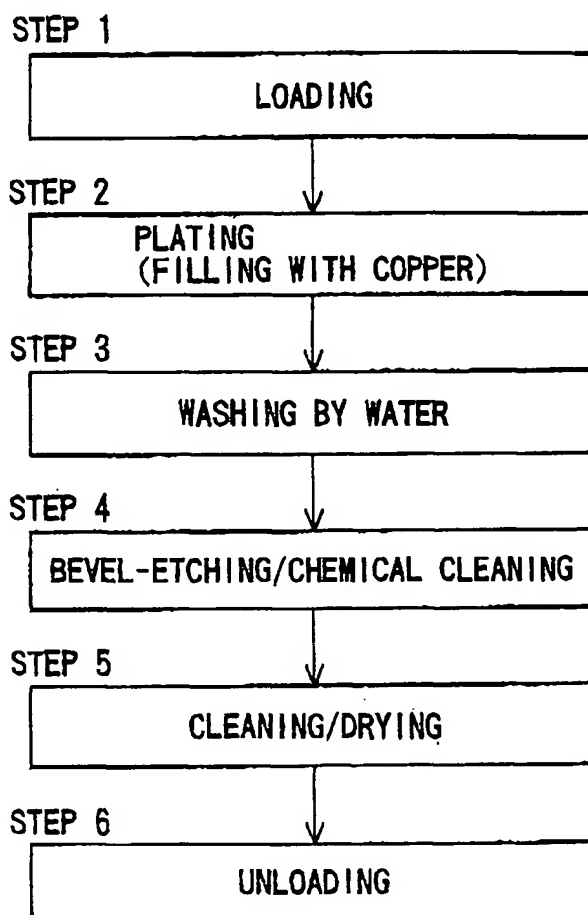 STEP 1
LOADING
STEP 2
PLATING
(FILLING WITH COPPER)
STEP 3
WASHING BY WATER
STEP 4
BEVEL-ETCHING/CHEMICAL CLEANING
STEP 5
CLEANING/DRYING
STEP 6
UNLOADING